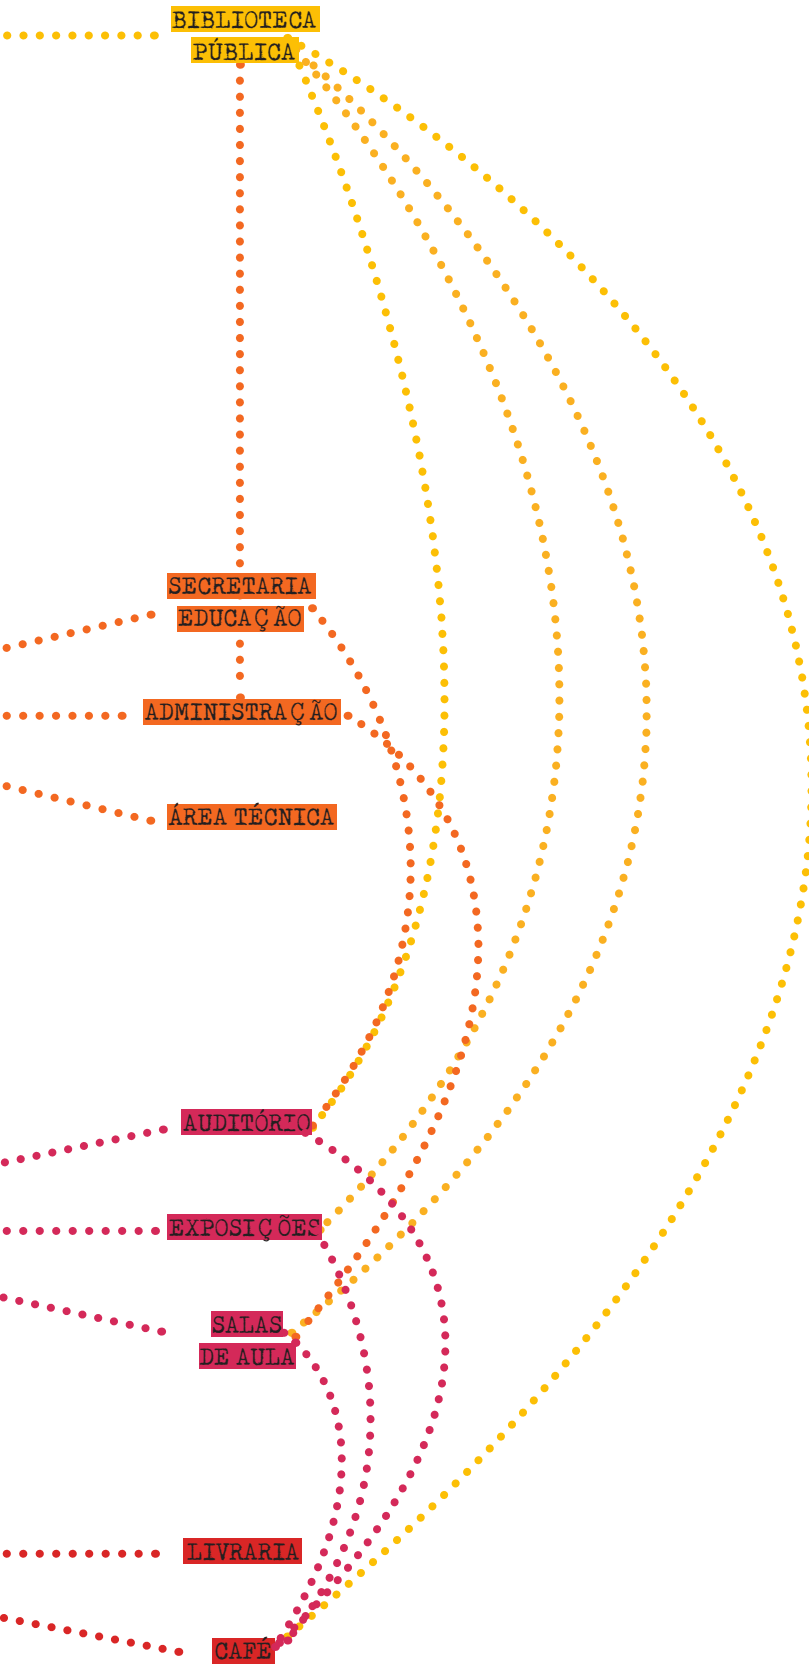 BIBLIOTECA
PÚBLICA
SECRETARIA
EDUCAÇÃO
ADMINISTRAÇÃO
ÁREA TÉCNICA
AUDITÓRIO
EXPOSIÇÕES
SALAS
DE AULA
LIVRARIA
CAFÉ